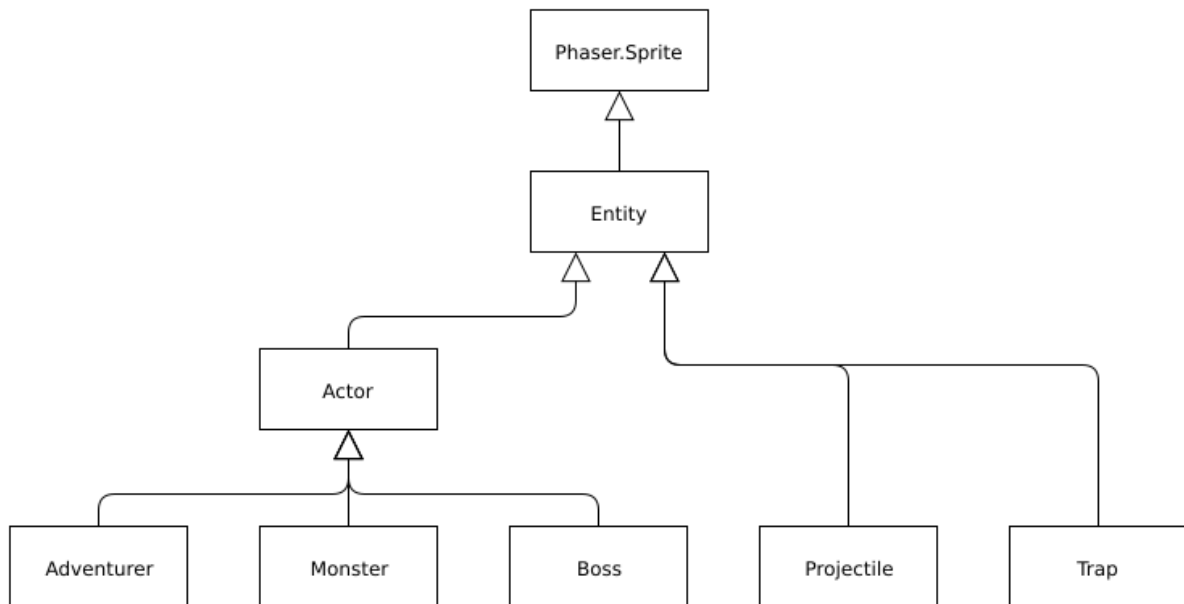 Phaser.Sprite
Entity
Actor
Adventurer
Monster
Boss
Projectile
Trap